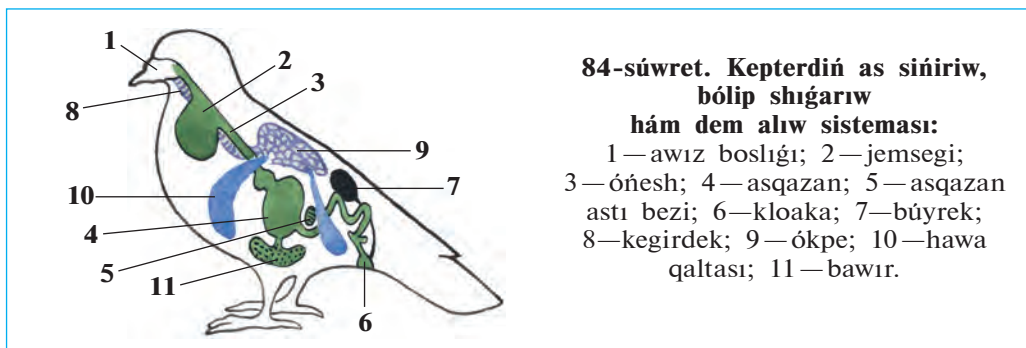 84-súwret. Kepterdiń as sińiriw,
bólip shıǵarıw
hám dem alıw sisteması:
1—awız boslıǵı; 2—jemsegi;
3—óńesh; 4—asqazan; 5—asqazan
astı bezi; 6—kloaka; 7—búyrek;
8—kegirdek; 9—ókpe; 10—hawa
qaltası; 11—bawır.
1
2
3
8
9
10
7
4
5
11
6